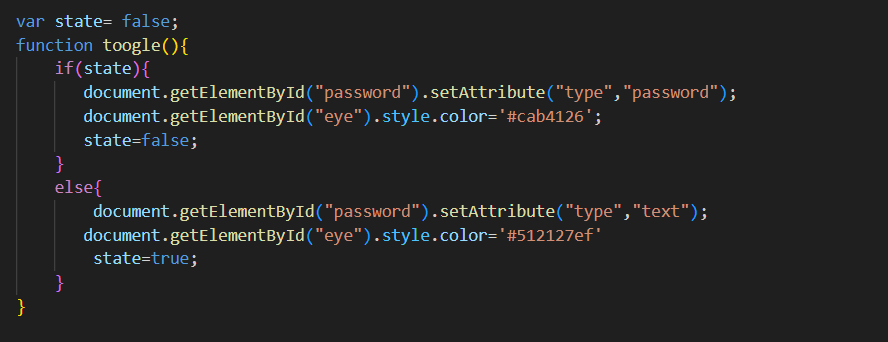 var state= false;
function toogle(){
    if(state){
       document.getElementById("password").setAttribute("type","password");
       document.getElementById("eye").style.color='#cab4126';
       state=false;
    }
    else{
        document.getElementById("password").setAttribute("type","text");
       document.getElementById("eye").style.color='#512127ef'
        state=true;
    }
}